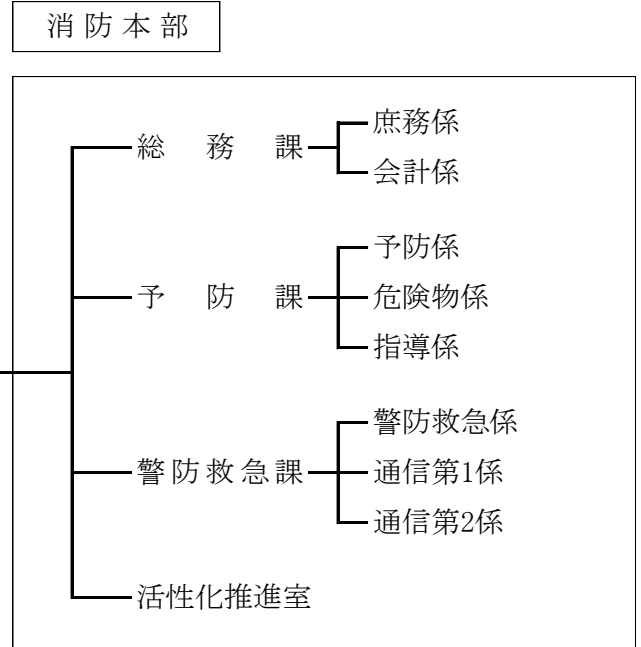 消防本部
総務課
庶務係
会計係
予防課
予防係
危険物係
指導係
警防救急課
警防救急係
通信第1係
通信第2係
活性化推進室